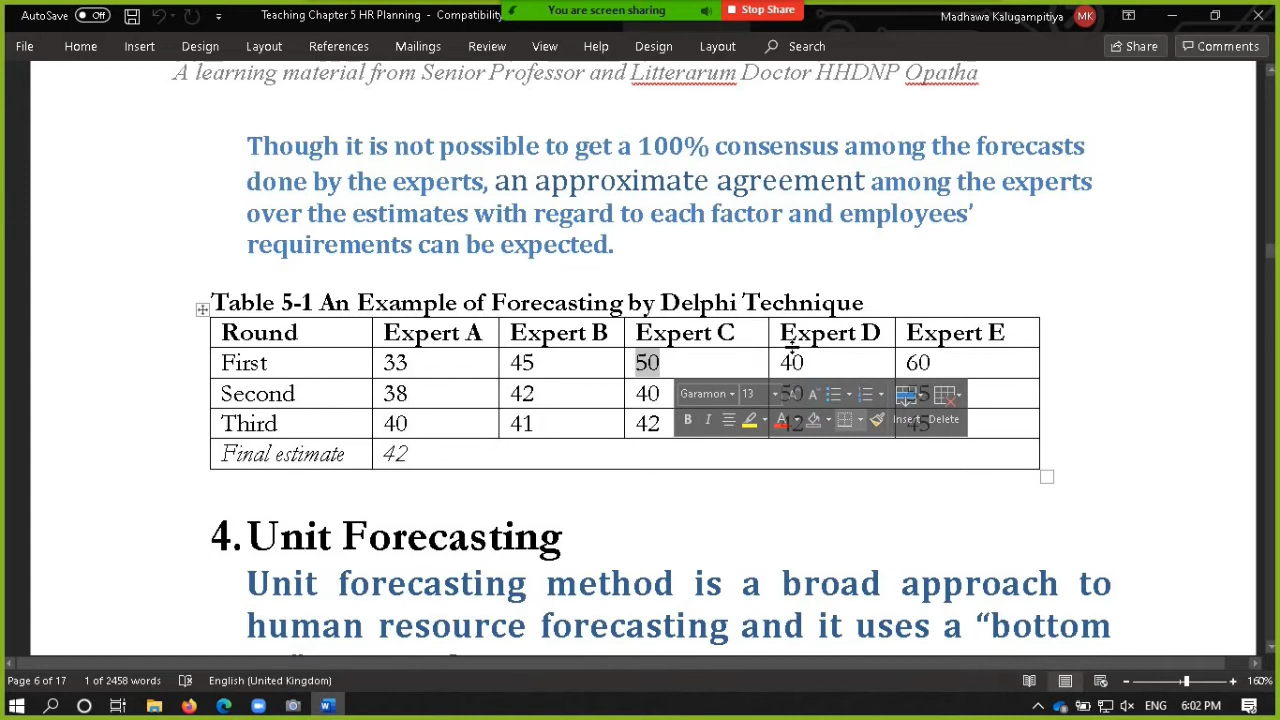 AutoSave Off Teaching Chapter 5 HR Planning - Compatibility You are screen sharing Stop Share Madhawa Kalugampitiya MK
File Home Insert Design Layout References Mailings Review View Help Design Layout Search Share Comments
A learning material from Senior Professor and Litterarum Doctor HHDNP Opatha
Though it is not possible to get a 100% consensus among the forecasts
done by the experts, an approximate agreement among the experts
over the estimates with regard to each factor and employees'
requirements can be expected.
Table 5-1 An Example of Forecasting by Delphi Technique
Round Expert A Expert B Expert C Expert D Expert E
First 33 45 50 40 60
Second 38 42 40 50
Garamon 13
Third 40 41 42 42 45
B I A Insert Delete
Final estimate 42
4. Unit Forecasting
Unit forecasting method is a broad approach to
human resource forecasting and it uses a “bottom
Page 6 of 17 1 of 2458 words English (United Kingdom) 160%
ENG 6:02 PM